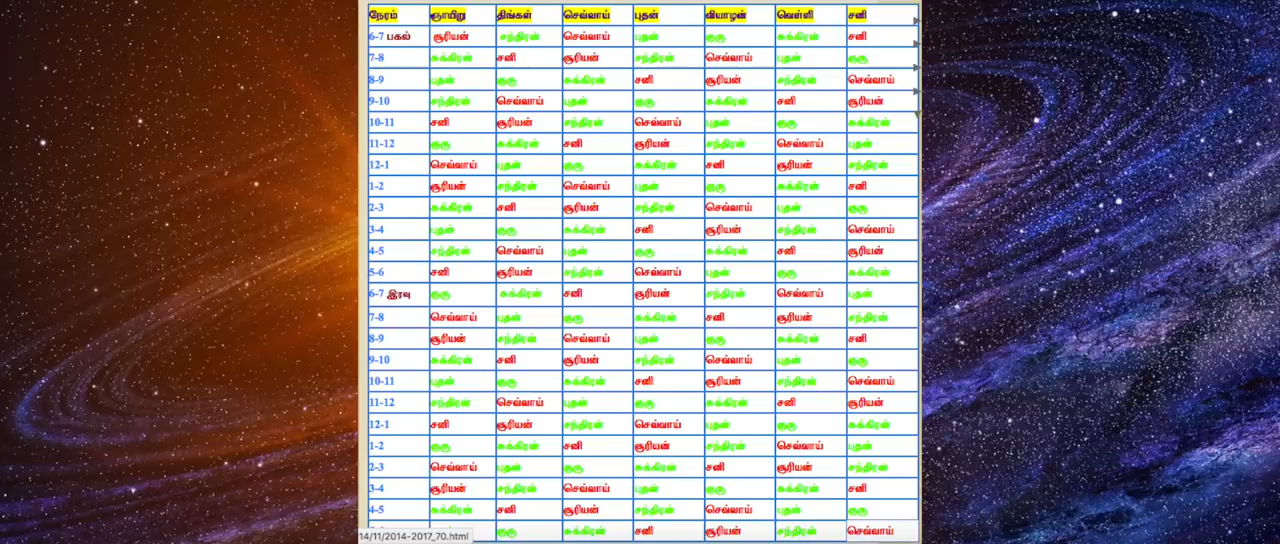 நேரம் ஞாயிறு திங்கள் செவ்வாய் புதன் வியாழன் வெள்ளி சனி
6-7 பகல் சூரியன் சந்திரன் செவ்வாய் புதன் குரு சுக்கிரன் சனி
7-8 சுக்கிரன் சனி சூரியன் சந்திரன் செவ்வாய் புதன் குரு
8-9 புதன் குரு சுக்கிரன் சனி சூரியன் சந்திரன் செவ்வாய்
9-10 சந்திரன் செவ்வாய் புதன் குரு சுக்கிரன் சனி சூரியன்
10-11 சனி சூரியன் சந்திரன் செவ்வாய் புதன் குரு சுக்கிரன்
11-12 குரு சுக்கிரன் சனி சூரியன் சந்திரன் செவ்வாய் புதன்
12-1 செவ்வாய் புதன் குரு சுக்கிரன் சனி சூரியன் சந்திரன்
1-2 சூரியன் சந்திரன் செவ்வாய் புதன் குரு சுக்கிரன் சனி
2-3 சுக்கிரன் சனி சூரியன் சந்திரன் செவ்வாய் புதன் குரு
3-4 புதன் குரு சுக்கிரன் சனி சூரியன் சந்திரன் செவ்வாய்
4-5 சந்திரன் செவ்வாய் புதன் குரு சுக்கிரன் சனி சூரியன்
5-6 சனி சூரியன் சந்திரன் செவ்வாய் புதன் குரு சுக்கிரன்
6-7 இரவு குரு சுக்கிரன் சனி சூரியன் சந்திரன் செவ்வாய் புதன்
7-8 செவ்வாய் புதன் குரு சுக்கிரன் சனி சூரியன் சந்திரன்
8-9 சூரியன் சந்திரன் செவ்வாய் புதன் குரு சுக்கிரன் சனி
9-10 சுக்கிரன் சனி சூரியன் சந்திரன் செவ்வாய் புதன் குரு
10-11 புதன் குரு சுக்கிரன் சனி சூரியன் சந்திரன் செவ்வாய்
11-12 சந்திரன் செவ்வாய் புதன் குரு சுக்கிரன் சனி சூரியன்
12-1 சனி சூரியன் சந்திரன் செவ்வாய் புதன் குரு சுக்கிரன்
1-2 குரு சுக்கிரன் சனி சூரியன் சந்திரன் செவ்வாய் புதன்
2-3 செவ்வாய் புதன் குரு சுக்கிரன் சனி சூரியன் சந்திரன்
3-4 சூரியன் சந்திரன் செவ்வாய் புதன் குரு சுக்கிரன் சனி
4-5 சுக்கிரன் சனி சூரியன் சந்திரன் செவ்வாய் புதன் குரு
குரு சுக்கிரன் சனி சூரியன் சந்திரன் செவ்வாய்
14/11/2014-2017_70.html